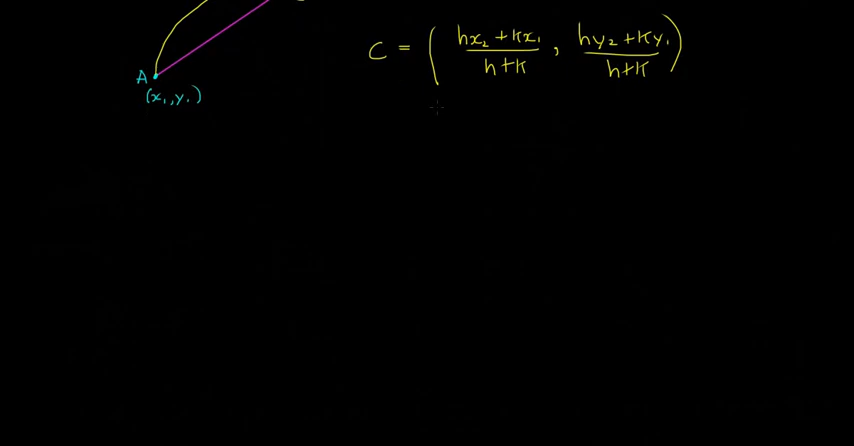 C = ( hx₂ + kx₁ / h + k , hy₂ + ky₁ / h + k )
A
(x₁, y₁)